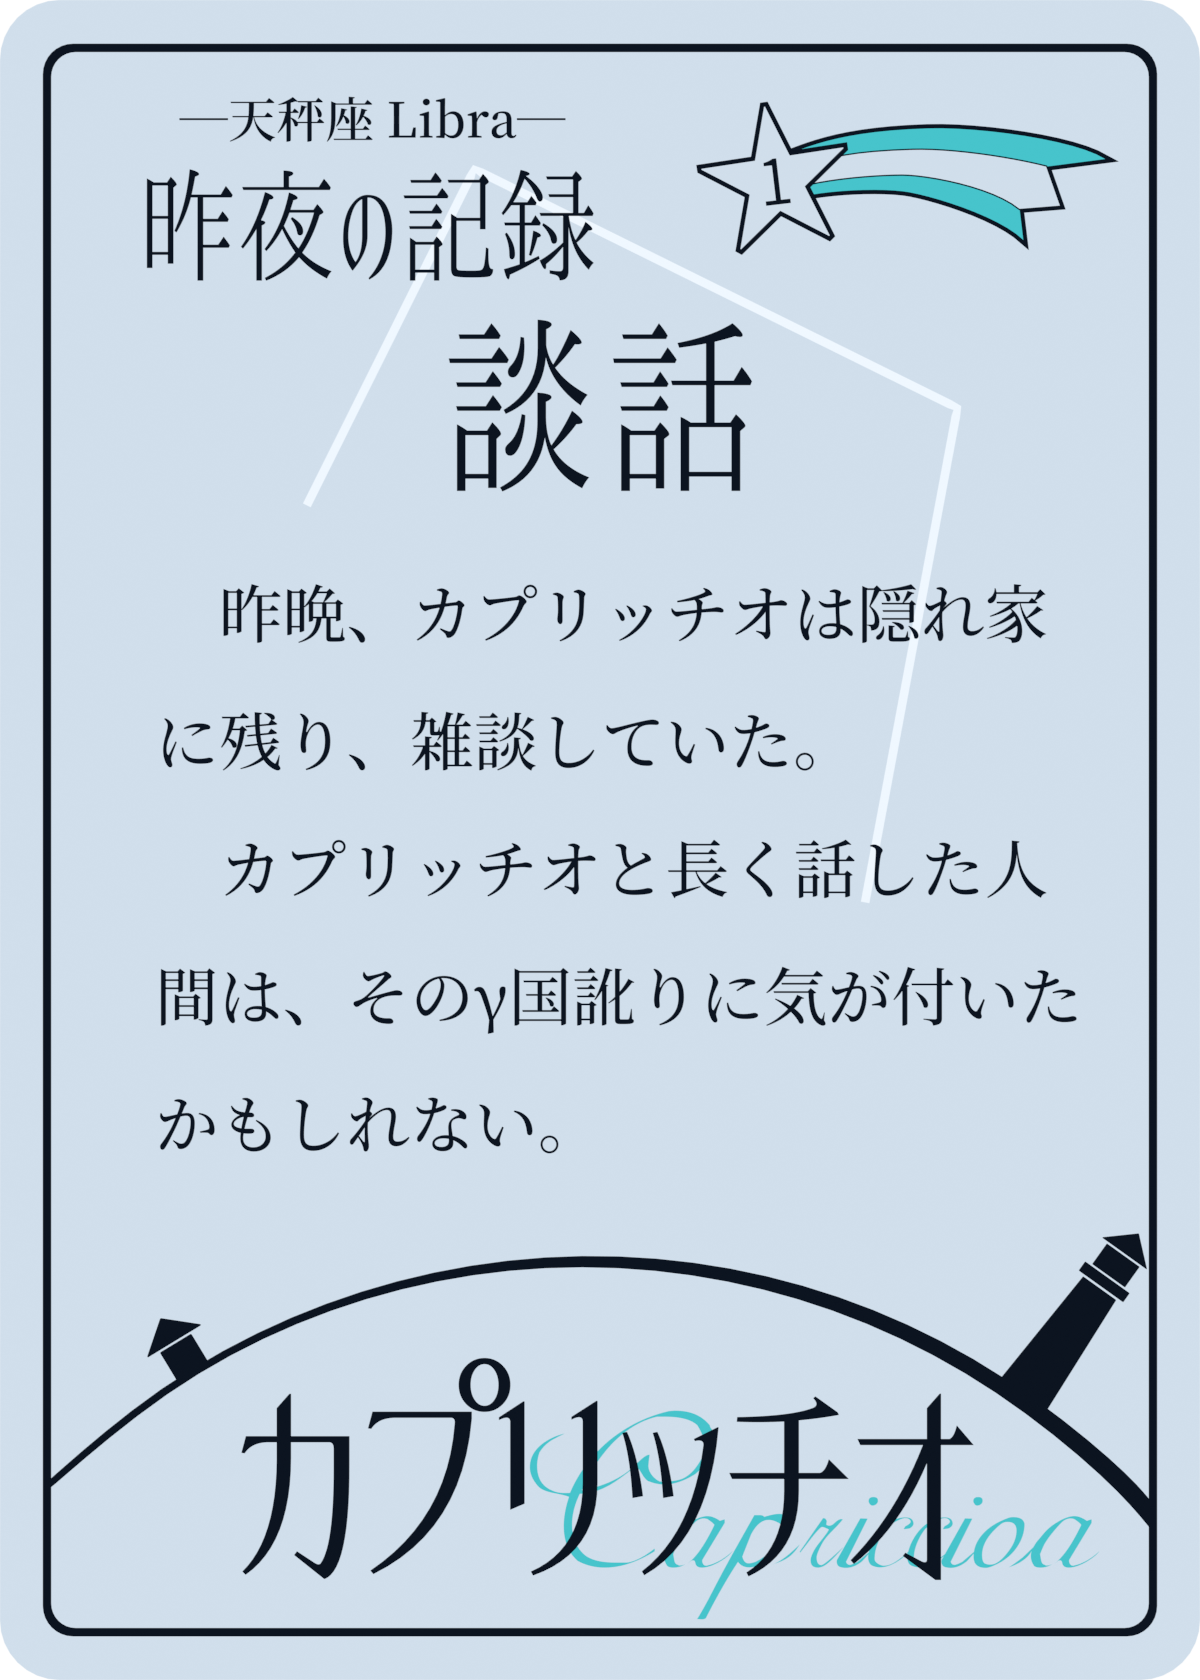 —天秤座 Libra—
1
昨夜の記録
談話
昨晩、カプリッチオは隠れ家
に残り、雑談していた。
カプリッチオと長く話した人
間は、そのγ国訛りに気が付いた
かもしれない。
カプリッチオ
Capriccioa